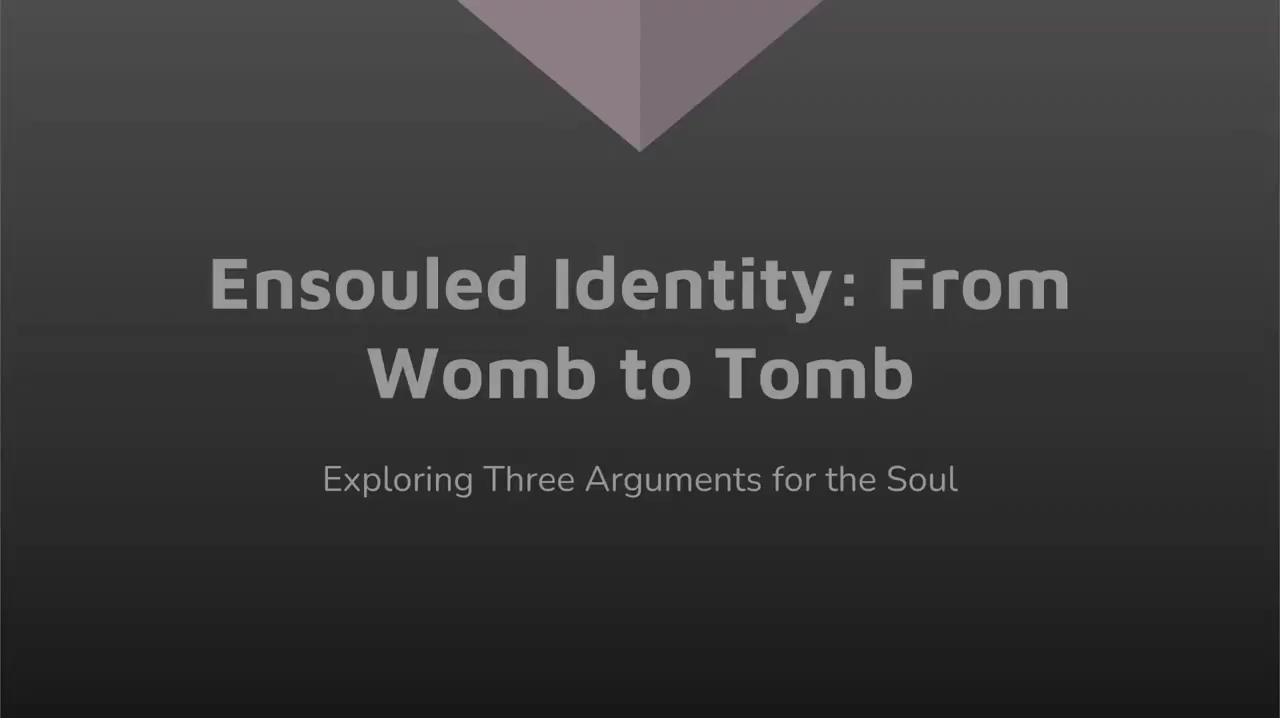 Ensouled Identity: From
Womb to Tomb
Exploring Three Arguments for the Soul